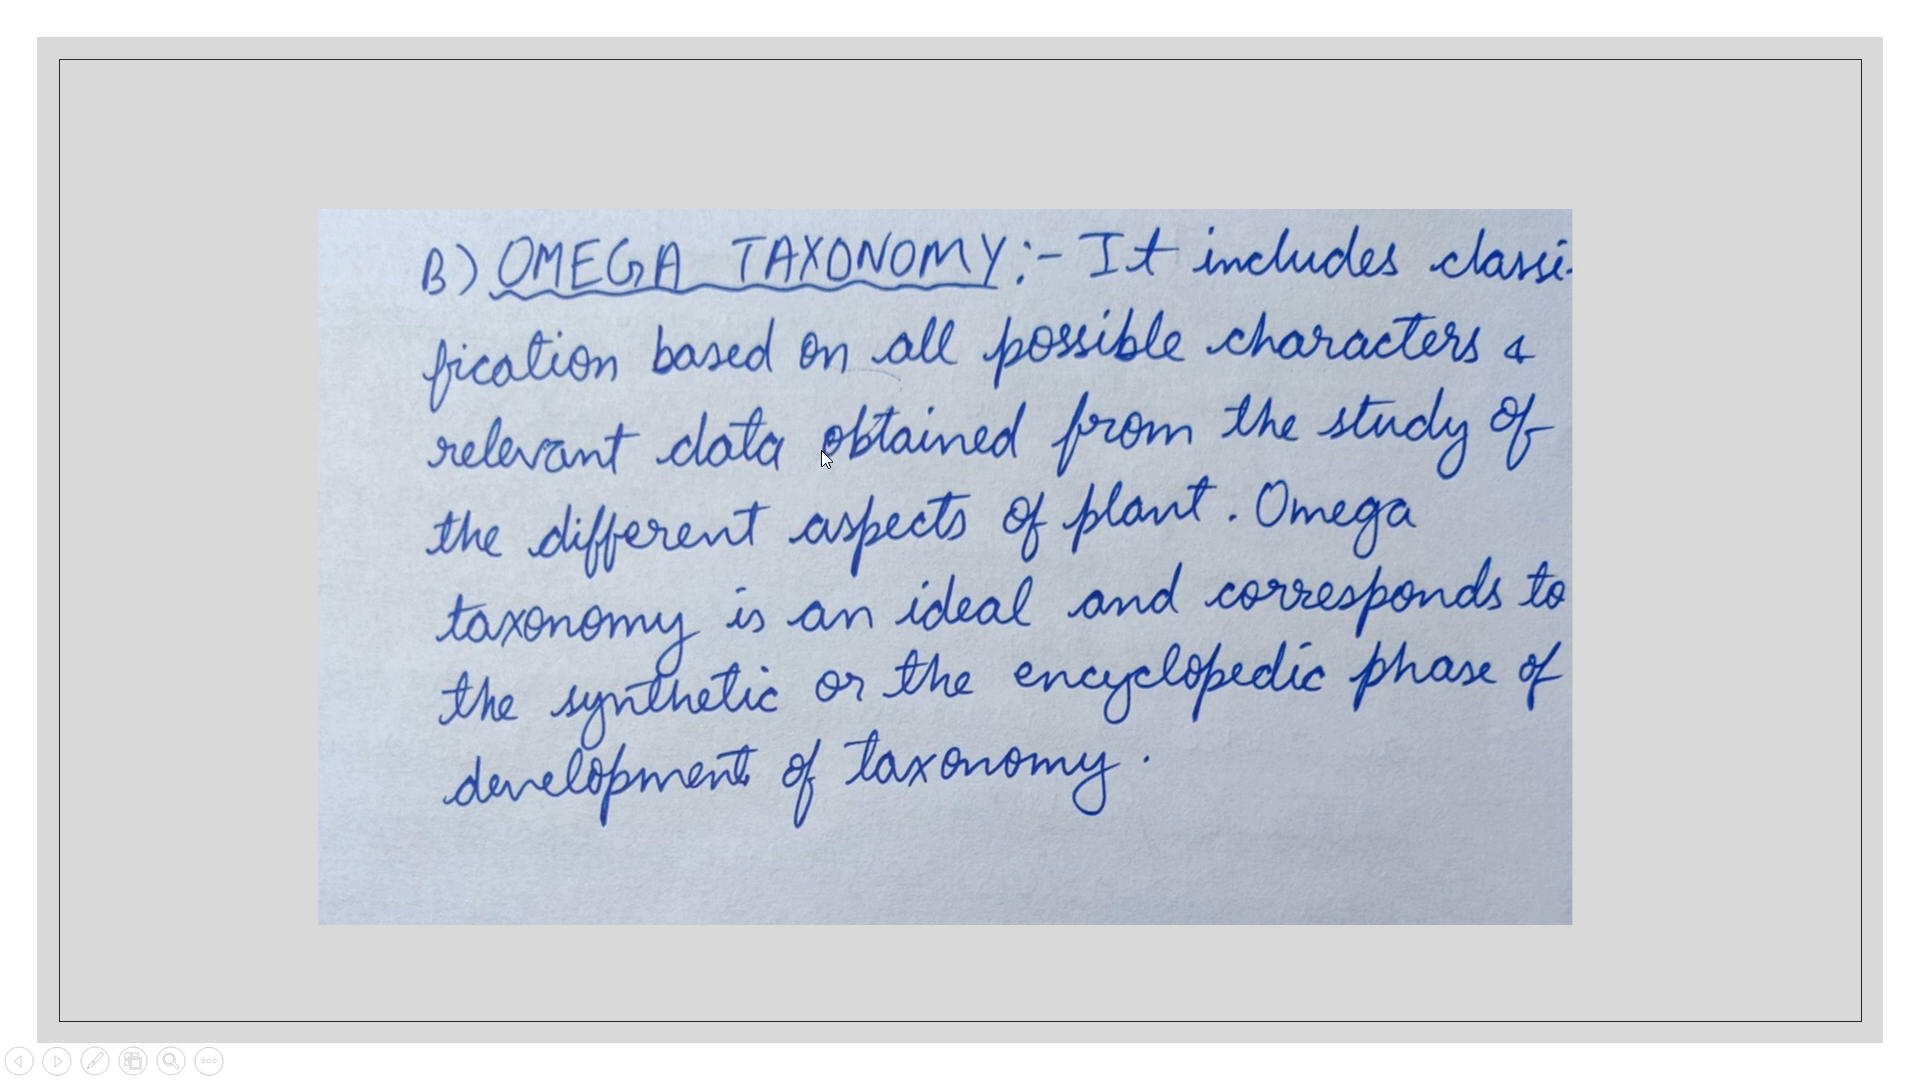 B) OMEGA TAXONOMY:- It includes classi-
fication based on all possible characters &
relevant data obtained from the study of
the different aspects of plant. Omega
taxonomy is an ideal and corresponds to
the synthetic or the encyclopedic phase of
development of taxonomy.